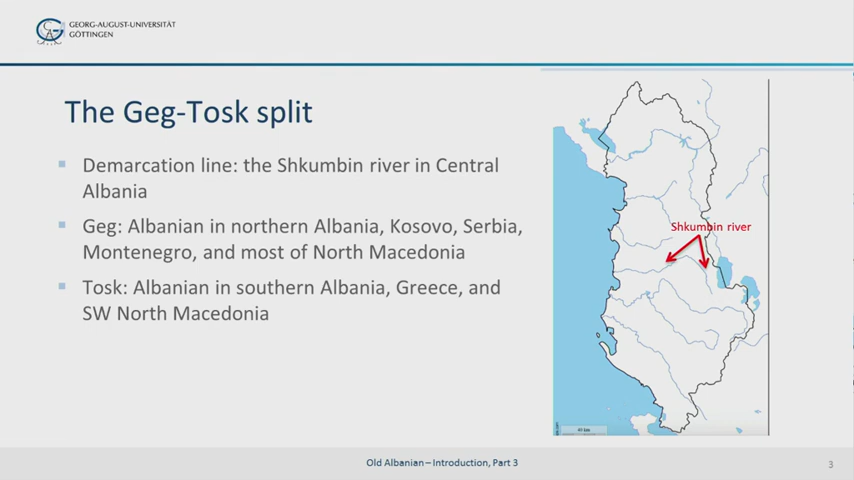 GEORG-AUGUST-UNIVERSITÄT
GÖTTINGEN
The Geg-Tosk split
Demarcation line: the Shkumbin river in Central
Albania
Geg: Albanian in northern Albania, Kosovo, Serbia,
Montenegro, and most of North Macedonia
Tosk: Albanian in southern Albania, Greece, and
SW North Macedonia
Shkumbin river
Old Albanian – Introduction, Part 3
3